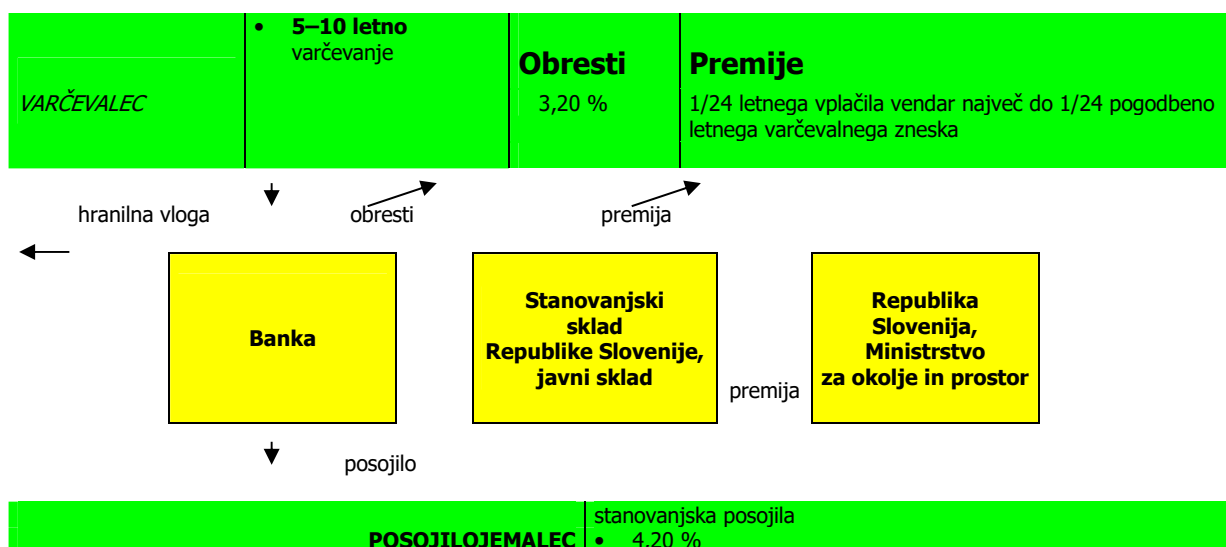 VARČEVALEC
• 5–10 letno
varčevanje
Obresti
3,20 %
Premije
1/24 letnega vplačila vendar največ do 1/24 pogodbeno
letnega varčevalnega zneska
hranilna vloga
obresti
premija
Banka
Stanovanjski
sklad
Republike Slovenije,
javni sklad
premija
Republika
Slovenija,
Ministrstvo
za okolje in prostor
posojilo
POSOJILOJEMALEC
stanovanjska posojila
• 4,20 %